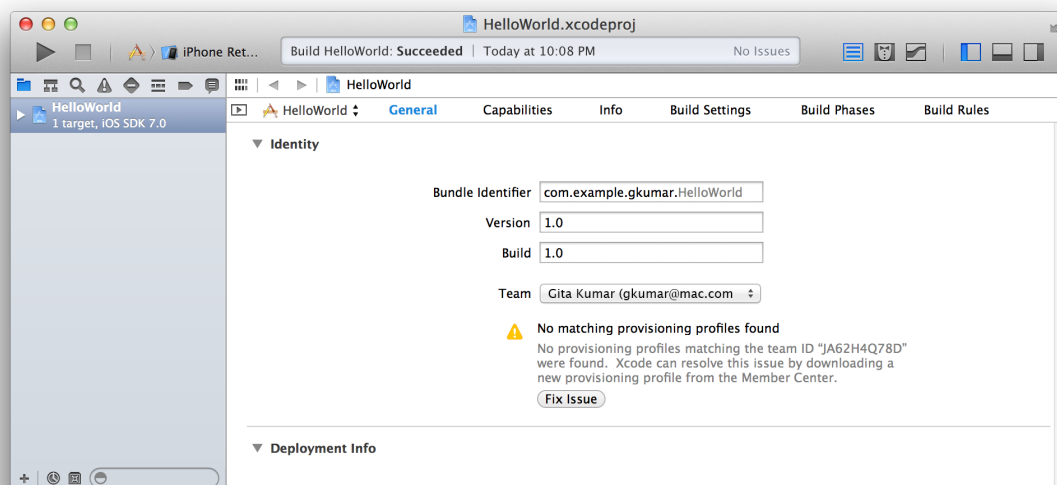 HelloWorld.xcodeproj
iPhone Ret...
Build HelloWorld: Succeeded | Today at 10:08 PM No Issues
HelloWorld
HelloWorld
1 target, iOS SDK 7.0
HelloWorld General Capabilities Info Build Settings Build Phases Build Rules
Identity
Bundle Identifier com.example.gkumar.HelloWorld
Version 1.0
Build 1.0
Team Gita Kumar (gkumar@mac.com
No matching provisioning profiles found
No provisioning profiles matching the team ID “JA62H4Q78D”
were found. Xcode can resolve this issue by downloading a
new provisioning profile from the Member Center.
Fix Issue
Deployment Info